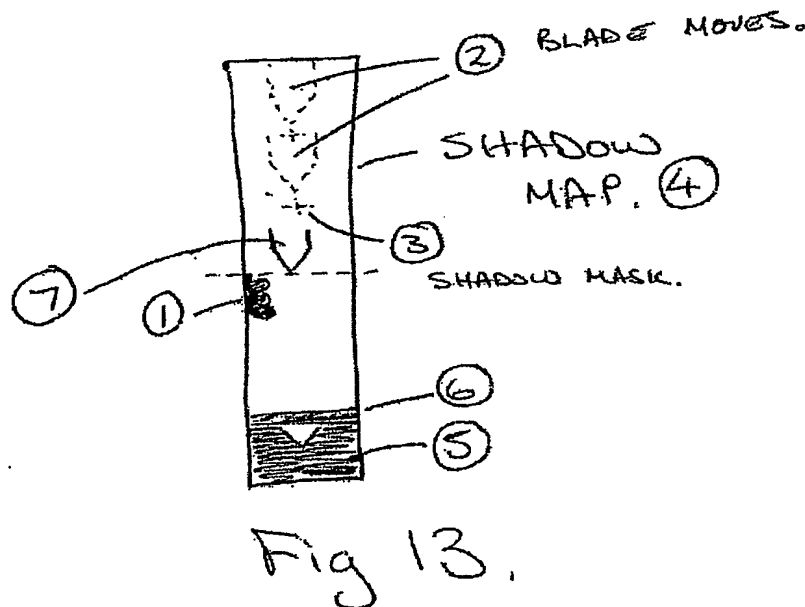 ② BLADE MOVES.
SHADOW
MAP. ④
③
SHADOW MASK.
⑦
①
⑥
⑤
Fig 13.